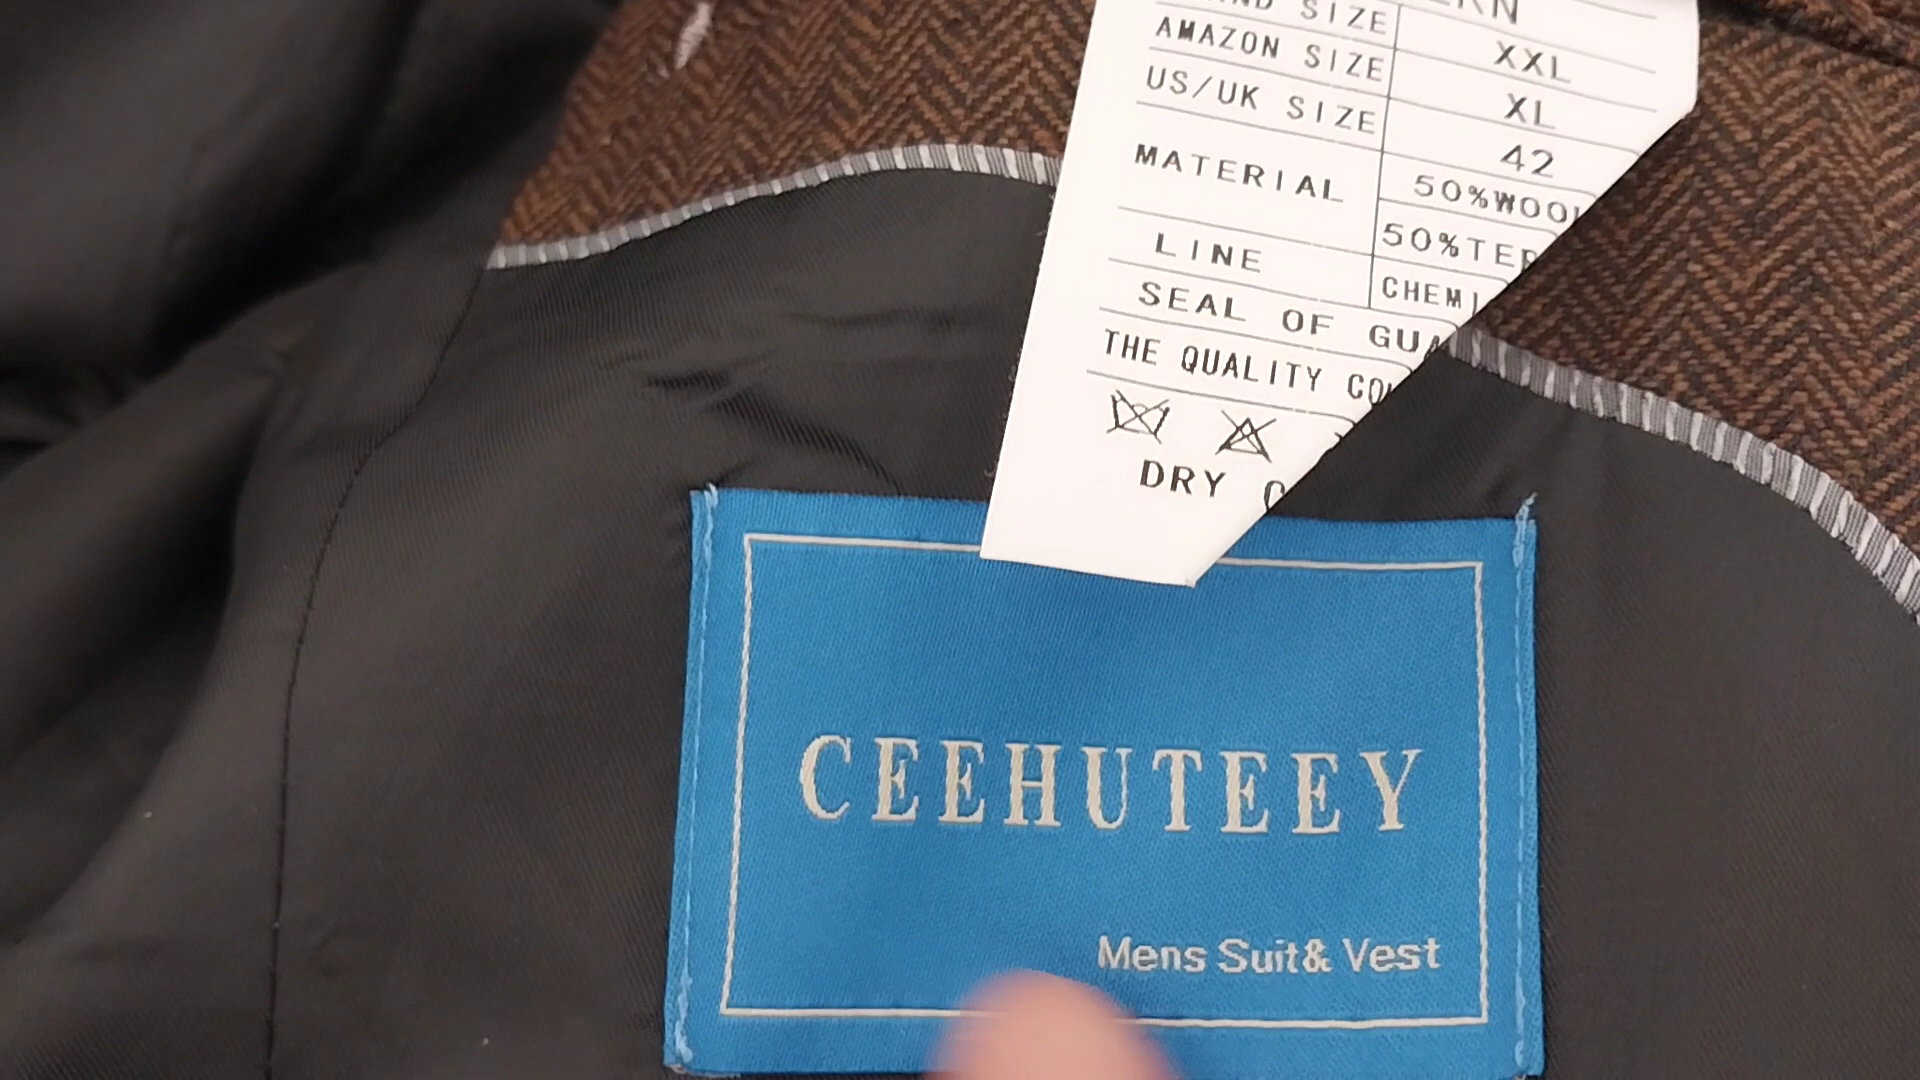 SIZE XXL
AMAZON SIZE XL
US/UK SIZE 42
MATERIAL 50%WOOL
50%TER
LINE CHEMI
SEAL OF GUA
THE QUALITY CO
DRY C
CEEHUTEEY
Mens Suit& Vest